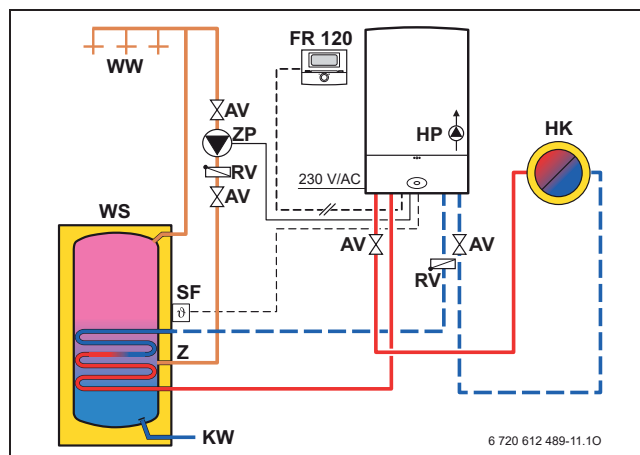 FR 120
WW
AV
ZP
HP
HK
RV
230 V/AC
AV
WS
AV
AV
RV
SF
ϑ
Z
KW
6 720 612 489-11.1O